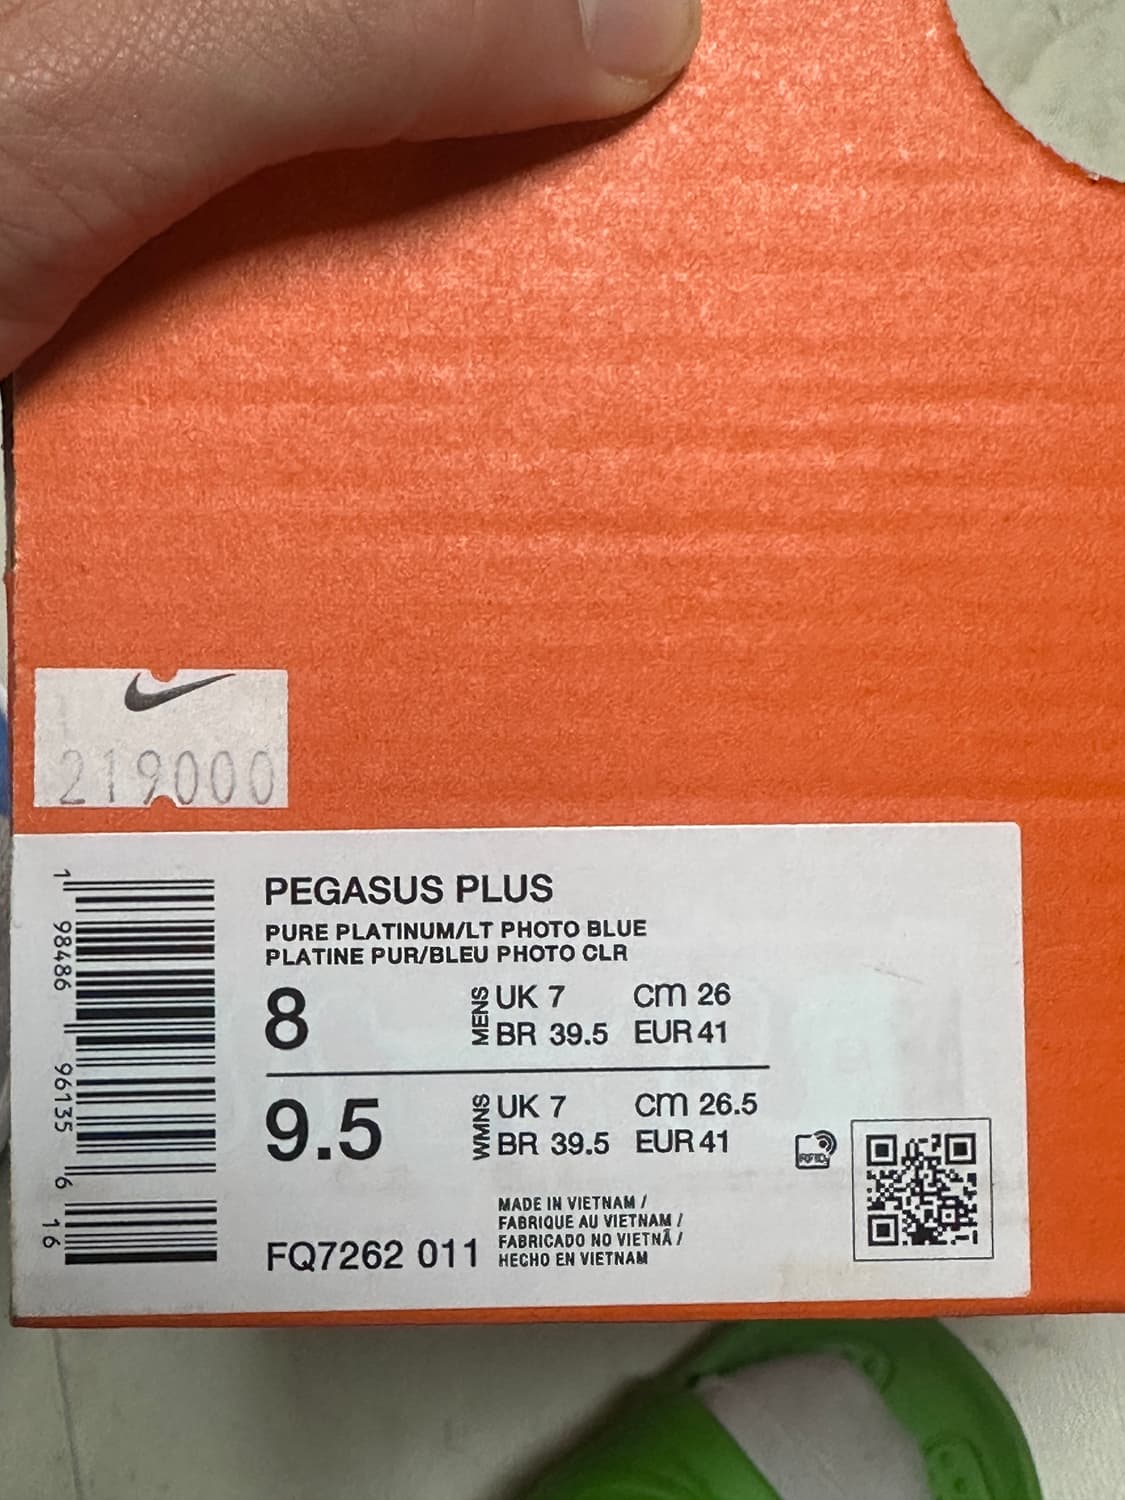 219000
PEGASUS PLUS
PURE PLATINUM/LT PHOTO BLUE
PLATINE PUR/BLEU PHOTO CLR
8 MENS UK 7 cm 26
BR 39.5 EUR 41
9.5 WMNS UK 7 cm 26.5
BR 39.5 EUR 41
RFID
MADE IN VIETNAM /
FABRIQUE AU VIETNAM /
FABRICADO NO VIETNÃ /
HECHO EN VIETNAM
FQ7262 011
1 98486 96135 6 16